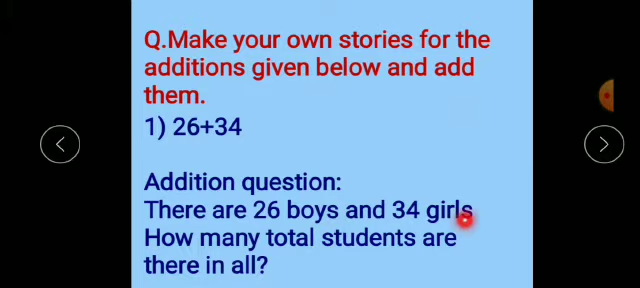 Q.Make your own stories for the
additions given below and add
them.
1) 26+34
Addition question:
There are 26 boys and 34 girls
How many total students are
there in all?